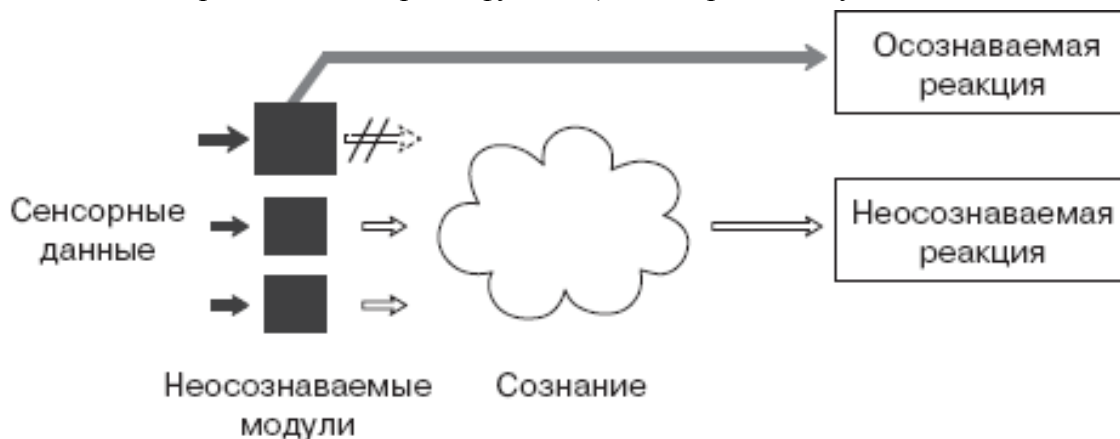 Осознаваемая
реакция
Сенсорные
данные
Неосознаваемая
реакция
Неосознаваемые
модули
Сознание